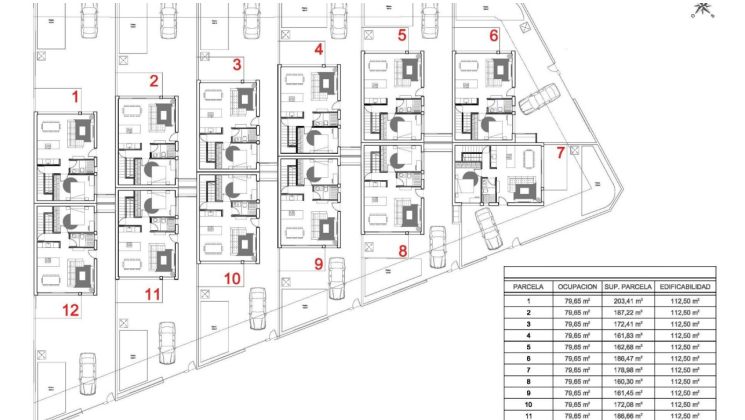 1
2
3
4
5
6
7
8
9
10
11
12
PARCELA OCUPACION SUP. PARCELA EDIFICABILIDAD
1 79,65 m² 203,41 m² 112,50 m²
2 79,65 m² 187,22 m² 112,50 m²
3 79,65 m² 172,41 m² 112,50 m²
4 79,65 m² 161,83 m² 112,50 m²
5 79,65 m² 162,68 m² 112,50 m²
6 79,65 m² 186,47 m² 112,50 m²
7 79,65 m² 178,98 m² 112,50 m²
8 79,65 m² 160,30 m² 112,50 m²
9 79,65 m² 161,45 m² 112,50 m²
10 79,65 m² 172,08 m² 112,50 m²
11 79,65 m² 186,66 m² 112,50 m²